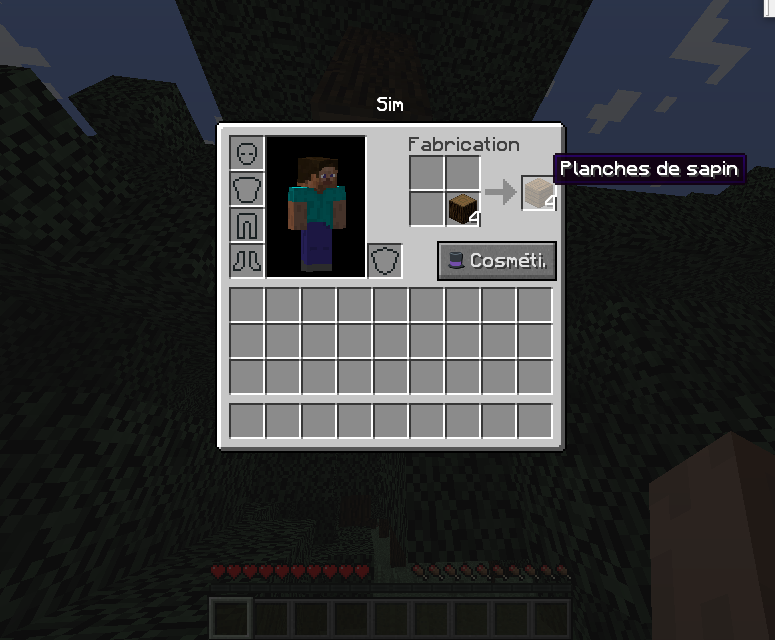 Sim
Fabrication
Planches de sapin
4
4
Cosméti.